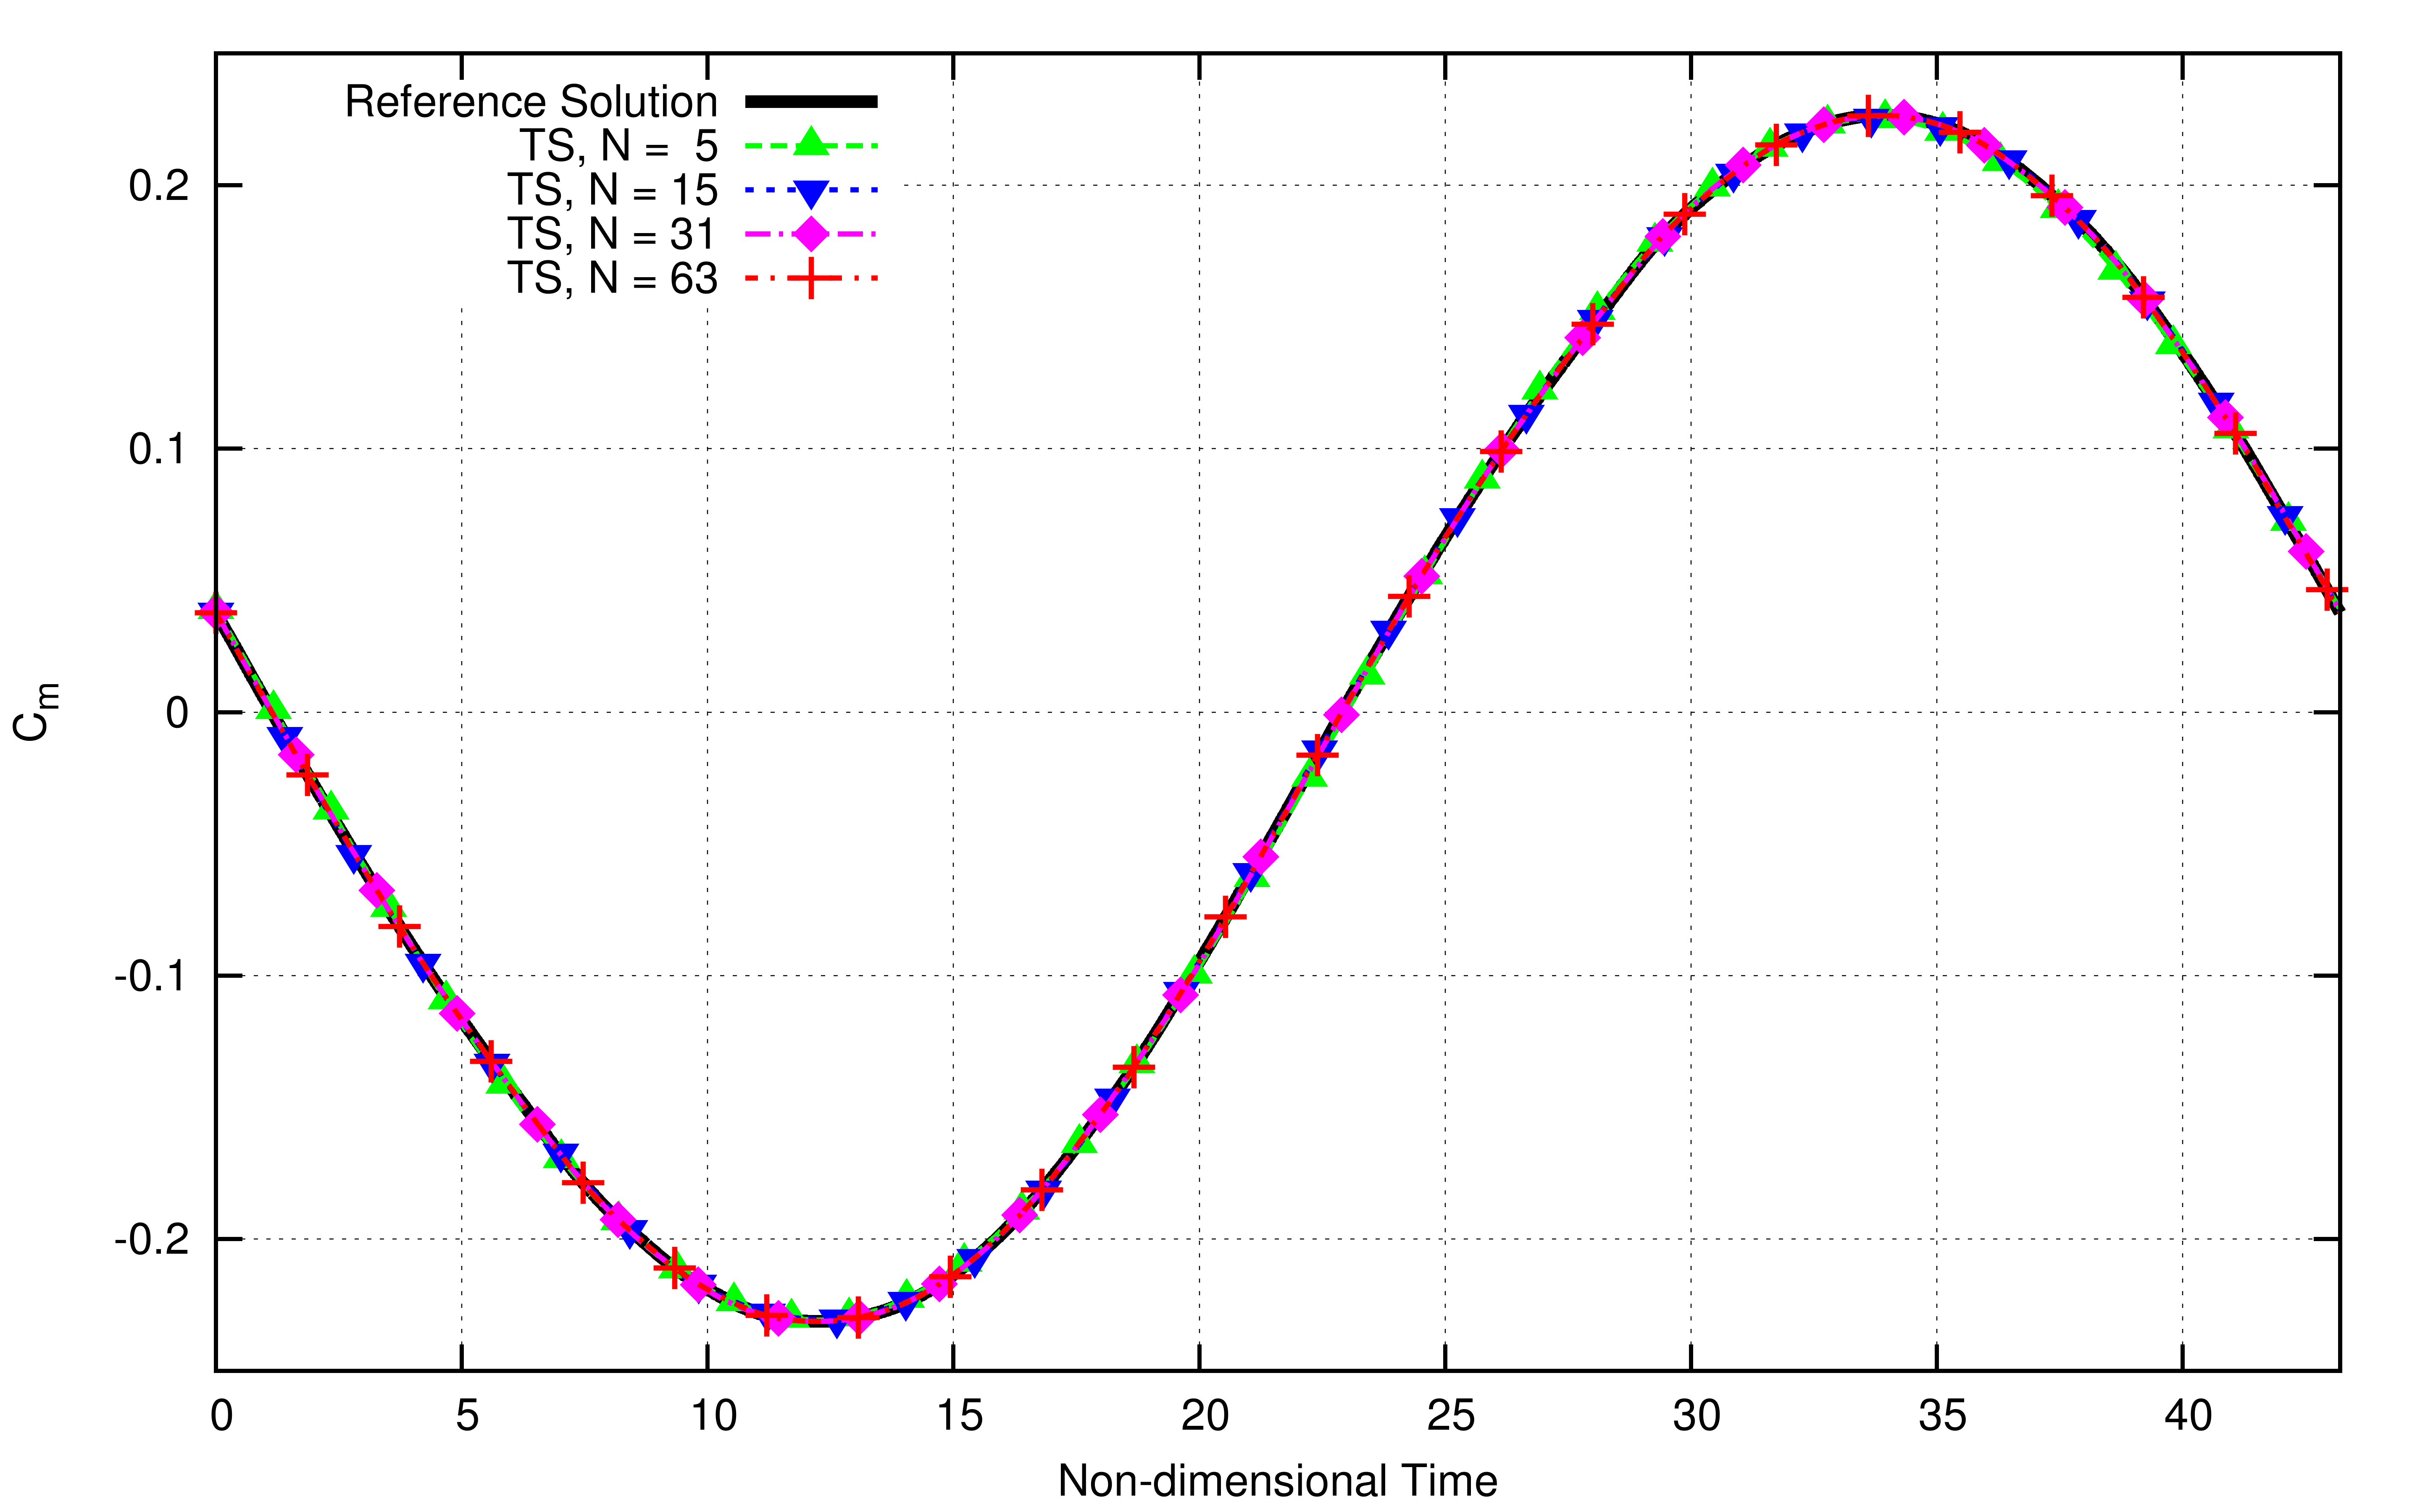 Reference Solution
TS, N = 5
TS, N = 15
TS, N = 31
TS, N = 63
0.2
0.1
0
-0.1
-0.2
Cm
0 5 10 15 20 25 30 35 40
Non-dimensional Time